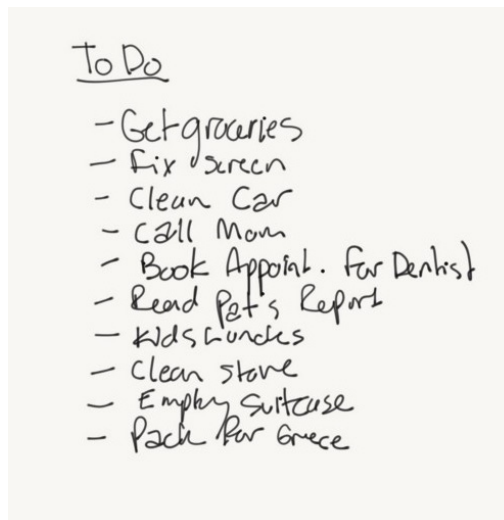 To Do
- Get groceries
- Fix screen
- Clean Car
- Call Mom
- Book Appoint. For Dentist
- Read Pat's Report
- Kids Lunches
- Clean stove
- Empty Suitcase
- Pack For Greece